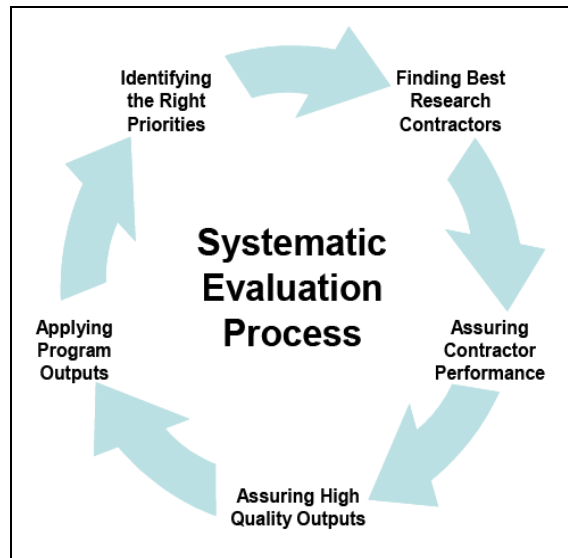 Identifying
the Right
Priorities
Finding Best
Research
Contractors
Systematic
Evaluation
Process
Assuring
Contractor
Performance
Applying
Program
Outputs
Assuring High
Quality Outputs